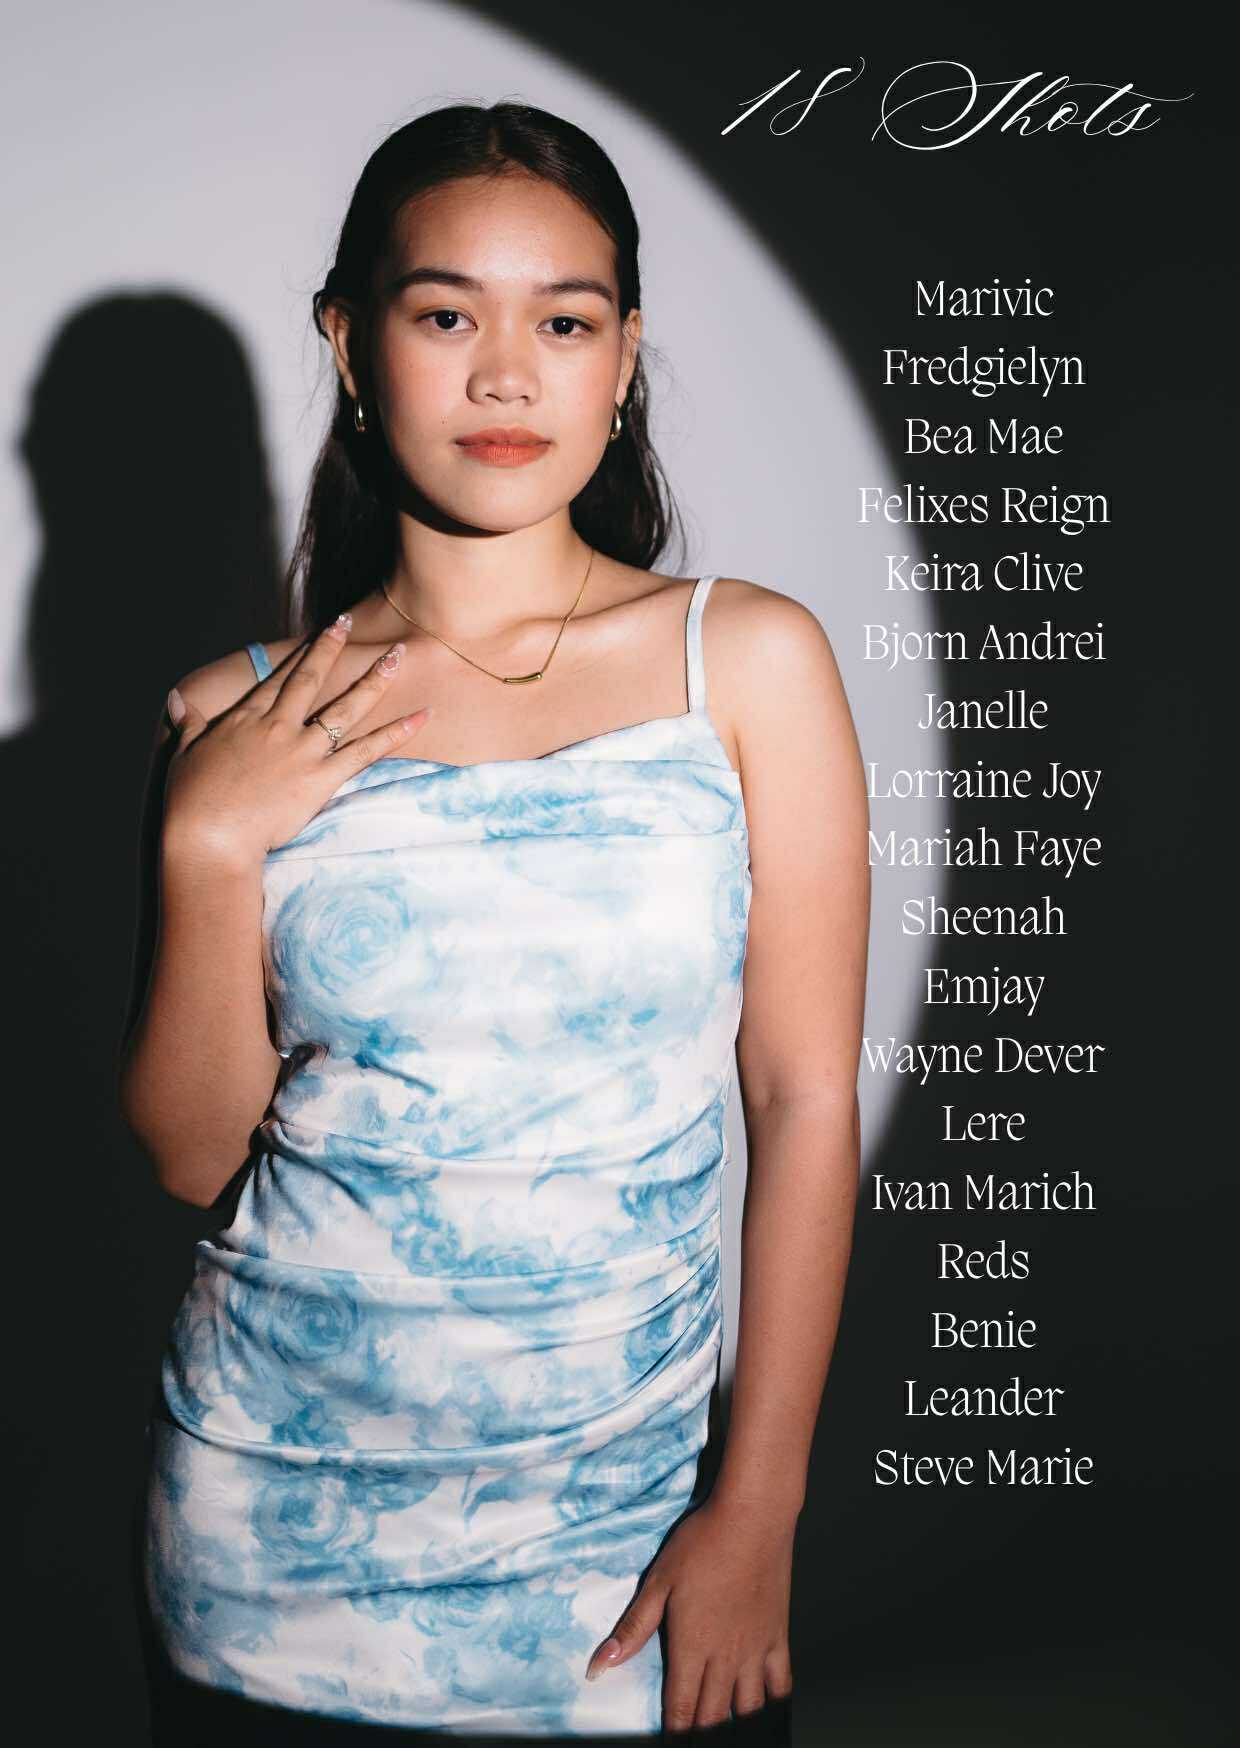 18 Shots
Marivic
Fredgielyn
Bea Mae
Felixes Reign
Keira Clive
Bjorn Andrei
Janelle
Lorraine Joy
Mariah Faye
Sheenah
Emjay
Wayne Dever
Lere
Ivan Marich
Reds
Benie
Leander
Steve Marie